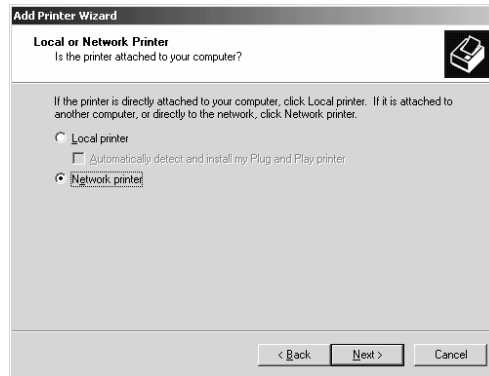 Add Printer Wizard
Local or Network Printer
Is the printer attached to your computer?
If the printer is directly attached to your computer, click Local printer. If it is attached to
another computer, or directly to the network, click Network printer.
Local printer
Automatically detect and install my Plug and Play printer
Network printer
< Back
Next >
Cancel